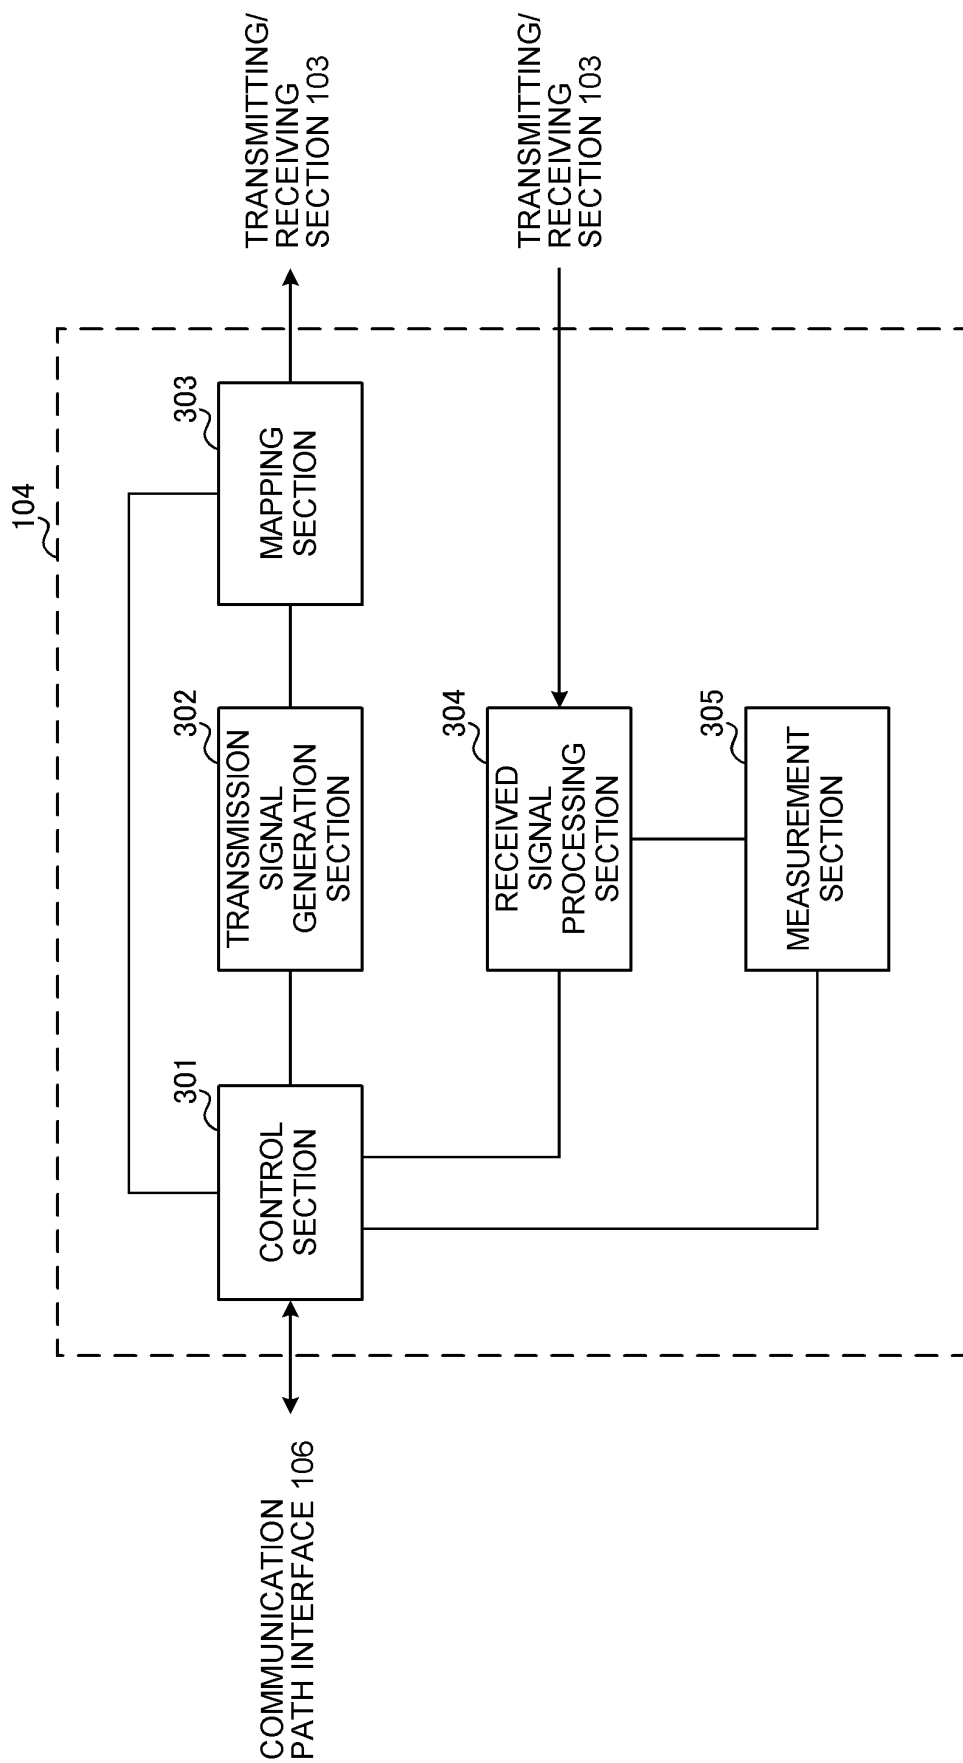 104
COMMUNICATION
PATH INTERFACE 106
301
CONTROL
SECTION
302
TRANSMISSION
SIGNAL
GENERATION
SECTION
303
MAPPING
SECTION
TRANSMITTING/
RECEIVING
SECTION 103
304
RECEIVED
SIGNAL
PROCESSING
SECTION
TRANSMITTING/
RECEIVING
SECTION 103
305
MEASUREMENT
SECTION